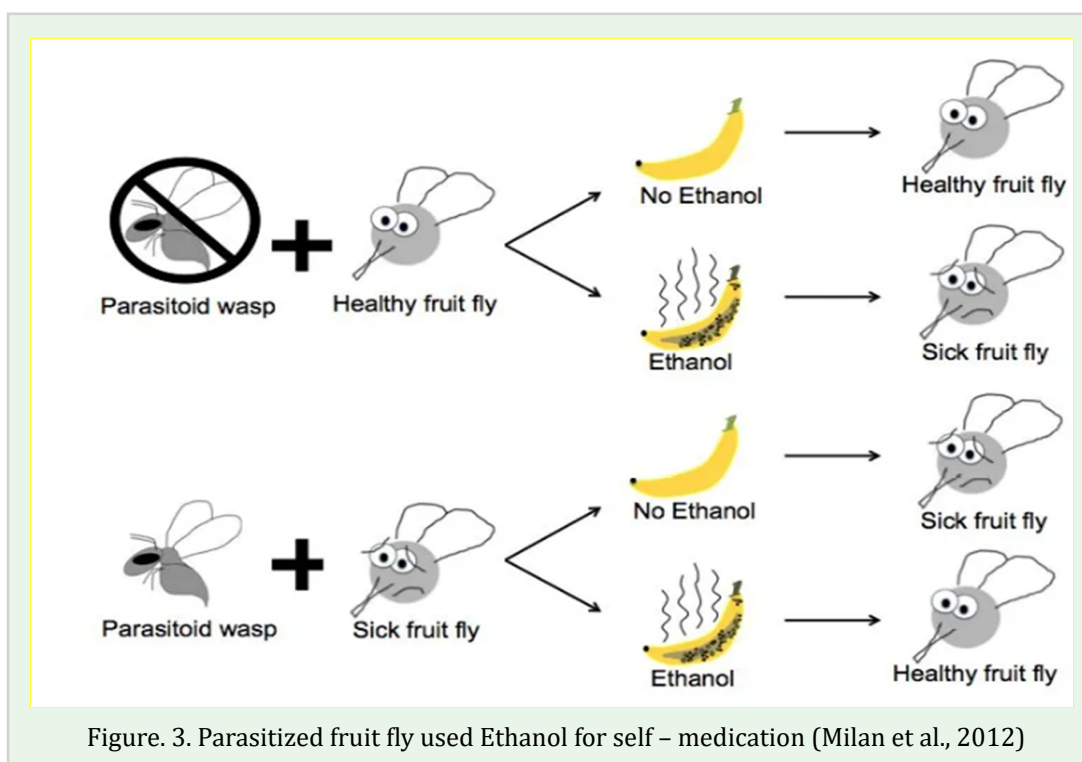 No Ethanol
Healthy fruit fly
Parasitoid wasp
Healthy fruit fly
Ethanol
Sick fruit fly
No Ethanol
Sick fruit fly
Parasitoid wasp
Sick fruit fly
Ethanol
Healthy fruit fly
Figure. 3. Parasitized fruit fly used Ethanol for self – medication (Milan et al., 2012)